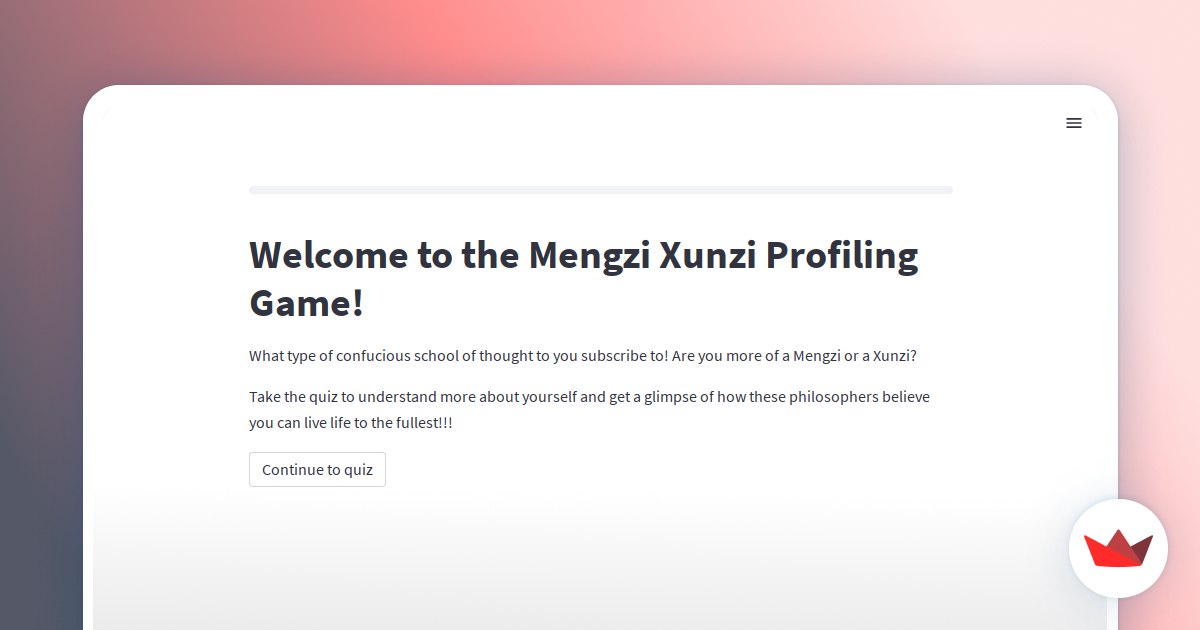 Welcome to the Mengzi Xunzi Profiling
Game!
What type of confucious school of thought to you subscribe to! Are you more of a Mengzi or a Xunzi?
Take the quiz to understand more about yourself and get a glimpse of how these philosophers believe
you can live life to the fullest!!!
Continue to quiz